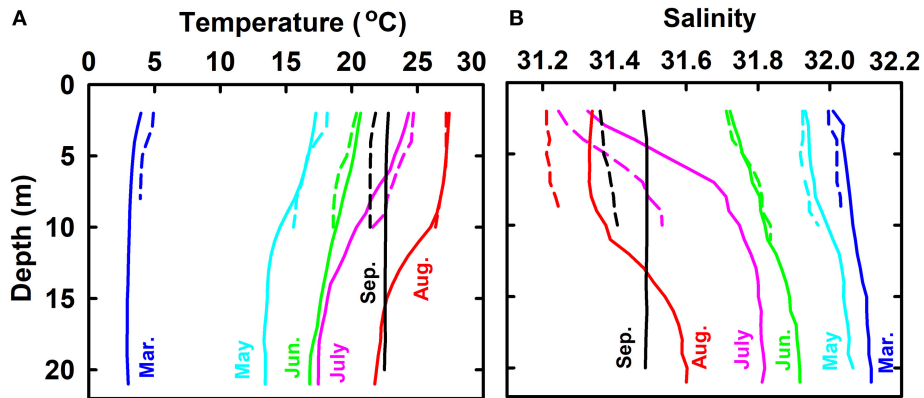 A
Temperature (°C)
0 5 10 15 20 25 30
Depth (m)
0
5
10
15
20
Mar.
May
Jun.
July
Sep.
Aug.
B
Salinity
31.2 31.4 31.6 31.8 32.0 32.2
Sep.
Aug.
July
Jun.
May
Mar.